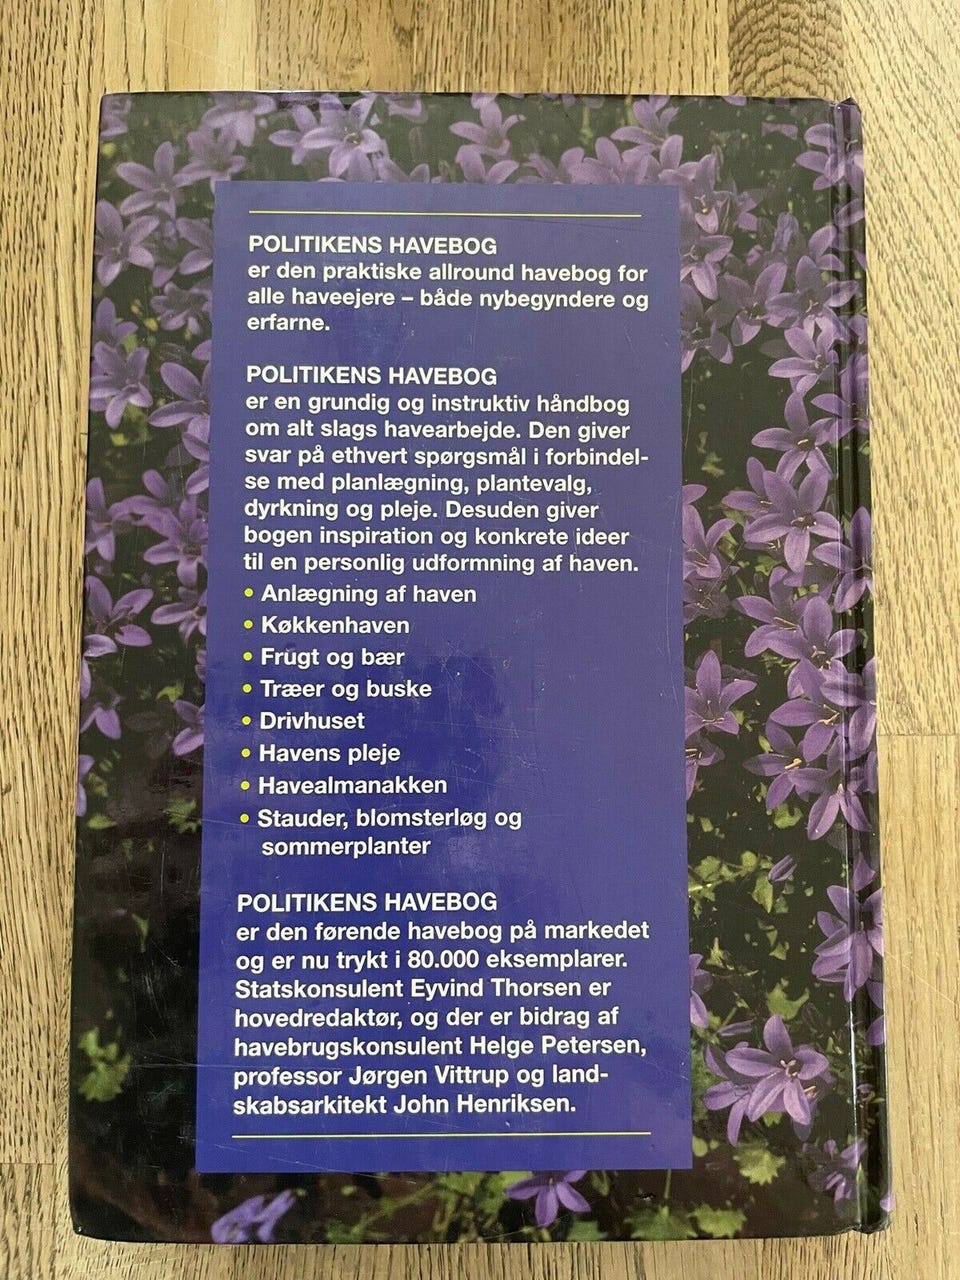 POLITIKENS HAVEBOG
er den praktiske allround havebog for
alle haveejere – både nybegyndere og
erfarne.
POLITIKENS HAVEBOG
er en grundig og instruktiv håndbog
om alt slags havearbejde. Den giver
svar på ethvert spørgsmål i forbindel-
se med planlægning, plantevalg,
dyrkning og pleje. Desuden giver
bogen inspiration og konkrete ideer
til en personlig udformning af haven.
• Anlægning af haven
• Køkkenhaven
• Frugt og bær
• Træer og buske
• Drivhuset
• Havens pleje
• Havealmanakken
• Stauder, blomsterløg og
sommerplanter
POLITIKENS HAVEBOG
er den førende havebog på markedet
og er nu trykt i 80.000 eksemplarer.
Statskonsulent Eyvind Thorsen er
hovedredaktør, og der er bidrag af
havebrugskonsulent Helge Petersen,
professor Jørgen Vittrup og land-
skabsarkitekt John Henriksen.